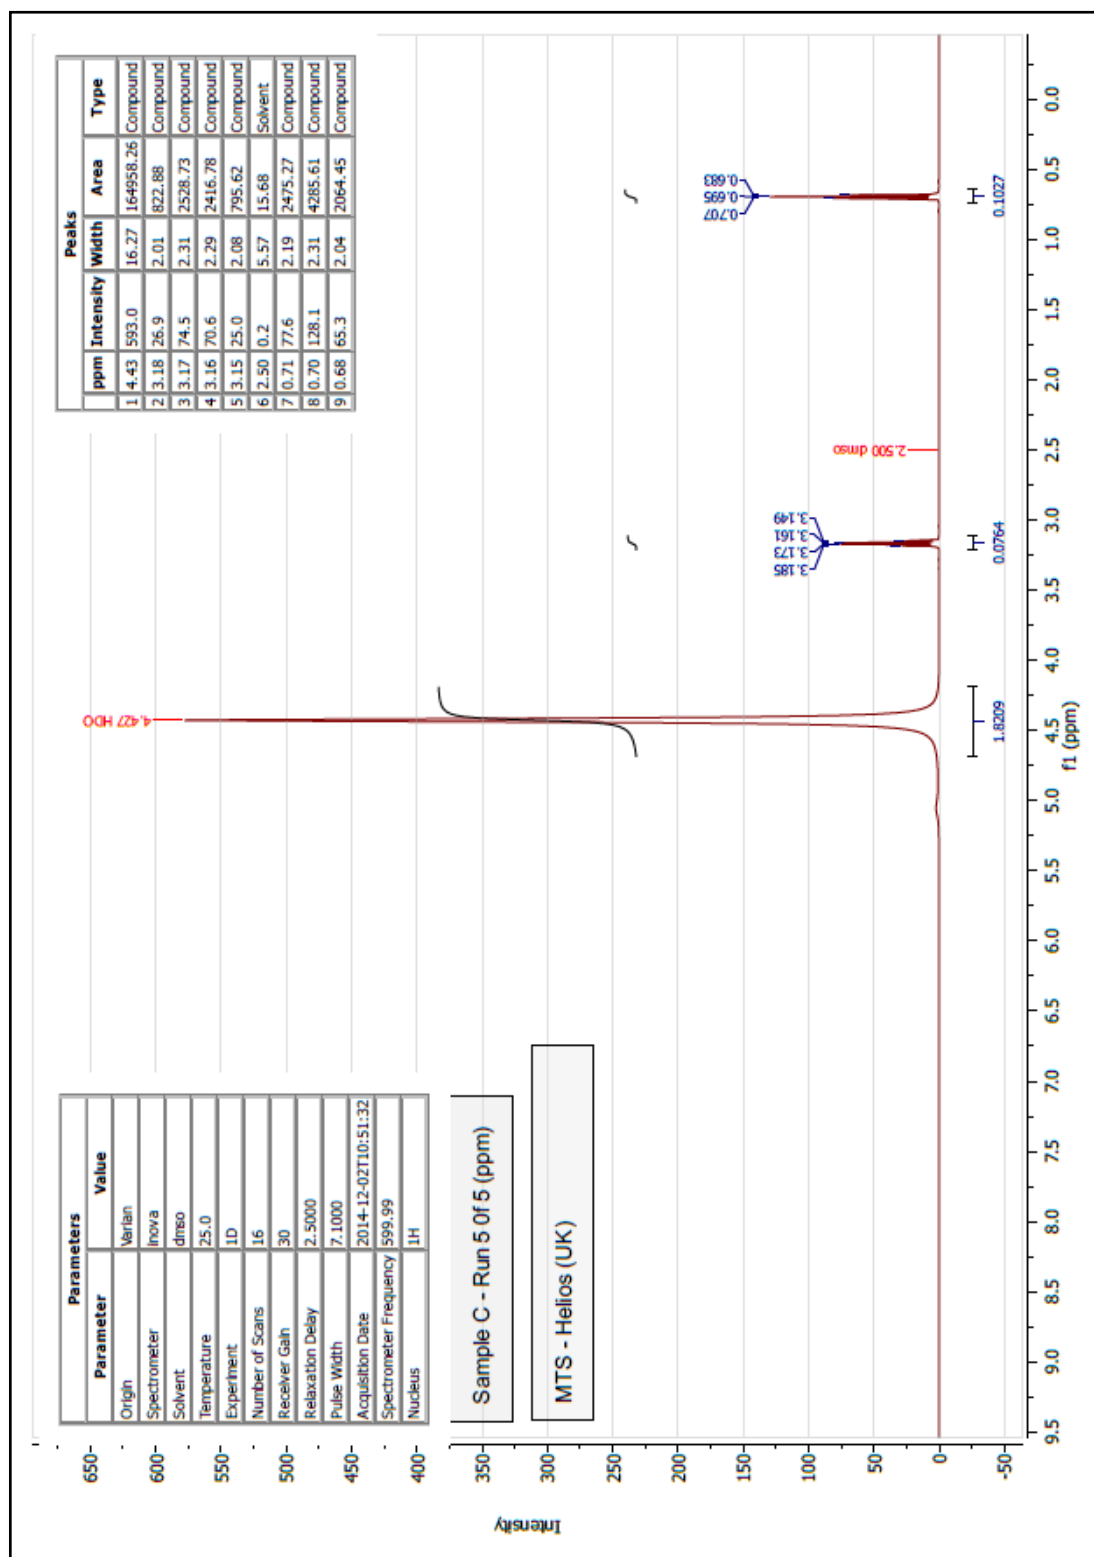 Parameters
Parameter Value
Origin Varian
Spectrometer inova
Solvent dmso
Temperature 25.0
Experiment 1D
Number of Scans 16
Receiver Gain 30
Relaxation Delay 2.5000
Pulse Width 7.1000
Acquisition Date 2014-12-02T10:51:32
Spectrometer Frequency 599.99
Nucleus 1H
Sample C - Run 5 0f 5 (ppm)
MTS - Helios (UK)
Peaks
ppm Intensity Width Area Type
1 4.43 593.0 16.27 164958.26 Compound
2 3.18 26.9 2.01 822.88 Compound
3 3.17 74.5 2.31 2528.73 Compound
4 3.16 70.6 2.29 2416.78 Compound
5 3.15 25.0 2.08 795.62 Compound
6 2.50 0.2 5.57 15.68 Solvent
7 0.71 77.6 2.19 2475.27 Compound
8 0.70 128.1 2.31 4285.61 Compound
9 0.68 65.3 2.04 2064.45 Compound
4.427 HDO
3.185
3.173
3.161
3.149
2.500 dmso
0.707
0.695
0.683
1.8209
0.0764
0.1027
650
600
550
500
450
400
350
300
250
200
150
100
50
0
-50
Intensity
9.5 9.0 8.5 8.0 7.5 7.0 6.5 6.0 5.5 5.0 4.5 4.0 3.5 3.0 2.5 2.0 1.5 1.0 0.5 0.0
f1 (ppm)